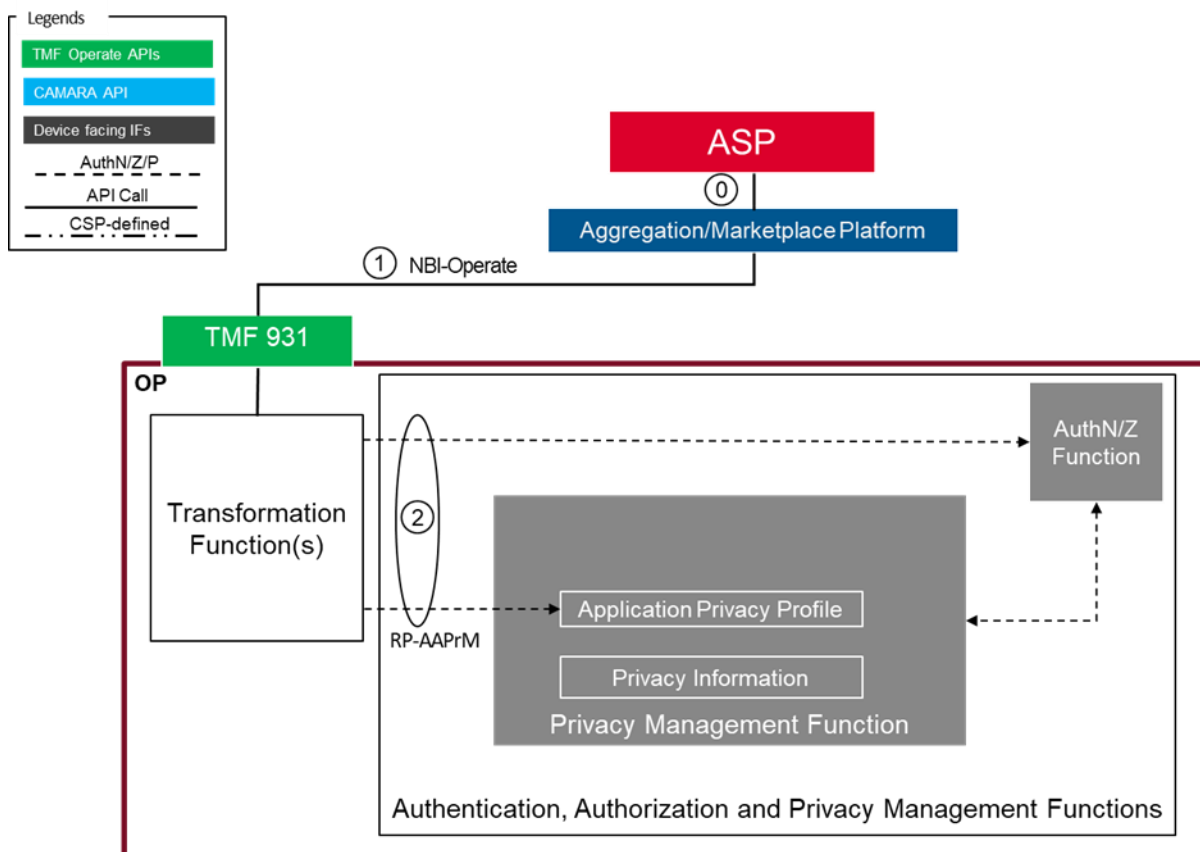 Legends
TMF Operate APIs
CAMARA API
Device facing IFs
AuthN/Z/P
API Call
CSP-defined
ASP
0
Aggregation/Marketplace Platform
1 NBI-Operate
TMF 931
OP
AuthN/Z
Function
Transformation
Function(s)
2
Application Privacy Profile
RP-AAPrM
Privacy Information
Privacy Management Function
Authentication, Authorization and Privacy Management Functions